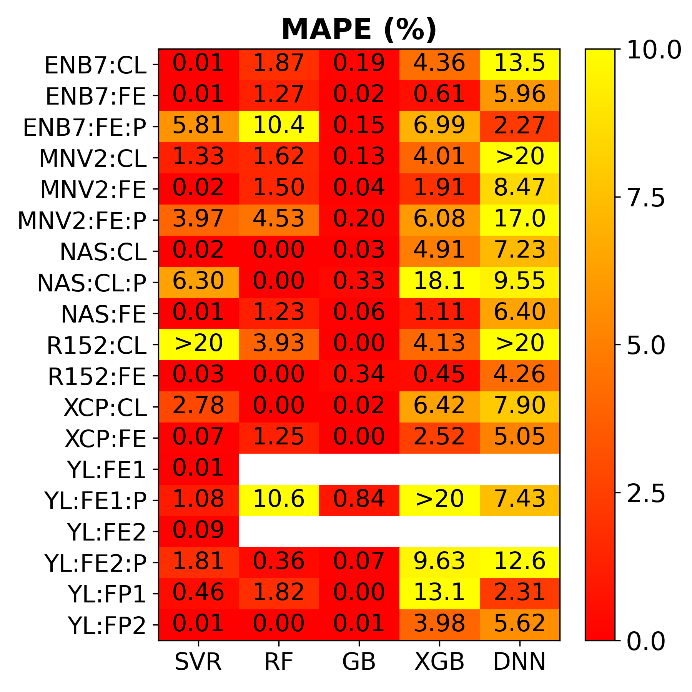 MAPE (%)
ENB7:CL 0.01 1.87 0.19 4.36 13.5
ENB7:FE 0.01 1.27 0.02 0.61 5.96
ENB7:FE:P 5.81 10.4 0.15 6.99 2.27
MNV2:CL 1.33 1.62 0.13 4.01 >20
MNV2:FE 0.02 1.50 0.04 1.91 8.47
MNV2:FE:P 3.97 4.53 0.20 6.08 17.0
NAS:CL 0.02 0.00 0.03 4.91 7.23
NAS:CL:P 6.30 0.00 0.33 18.1 9.55
NAS:FE 0.01 1.23 0.06 1.11 6.40
R152:CL >20 3.93 0.00 4.13 >20
R152:FE 0.03 0.00 0.34 0.45 4.26
XCP:CL 2.78 0.00 0.02 6.42 7.90
XCP:FE 0.07 1.25 0.00 2.52 5.05
YL:FE1 0.01
YL:FE1:P 1.08 10.6 0.84 >20 7.43
YL:FE2 0.09
YL:FE2:P 1.81 0.36 0.07 9.63 12.6
YL:FP1 0.46 1.82 0.00 13.1 2.31
YL:FP2 0.01 0.00 0.01 3.98 5.62
SVR RF GB XGB DNN
10.0
7.5
5.0
2.5
0.0